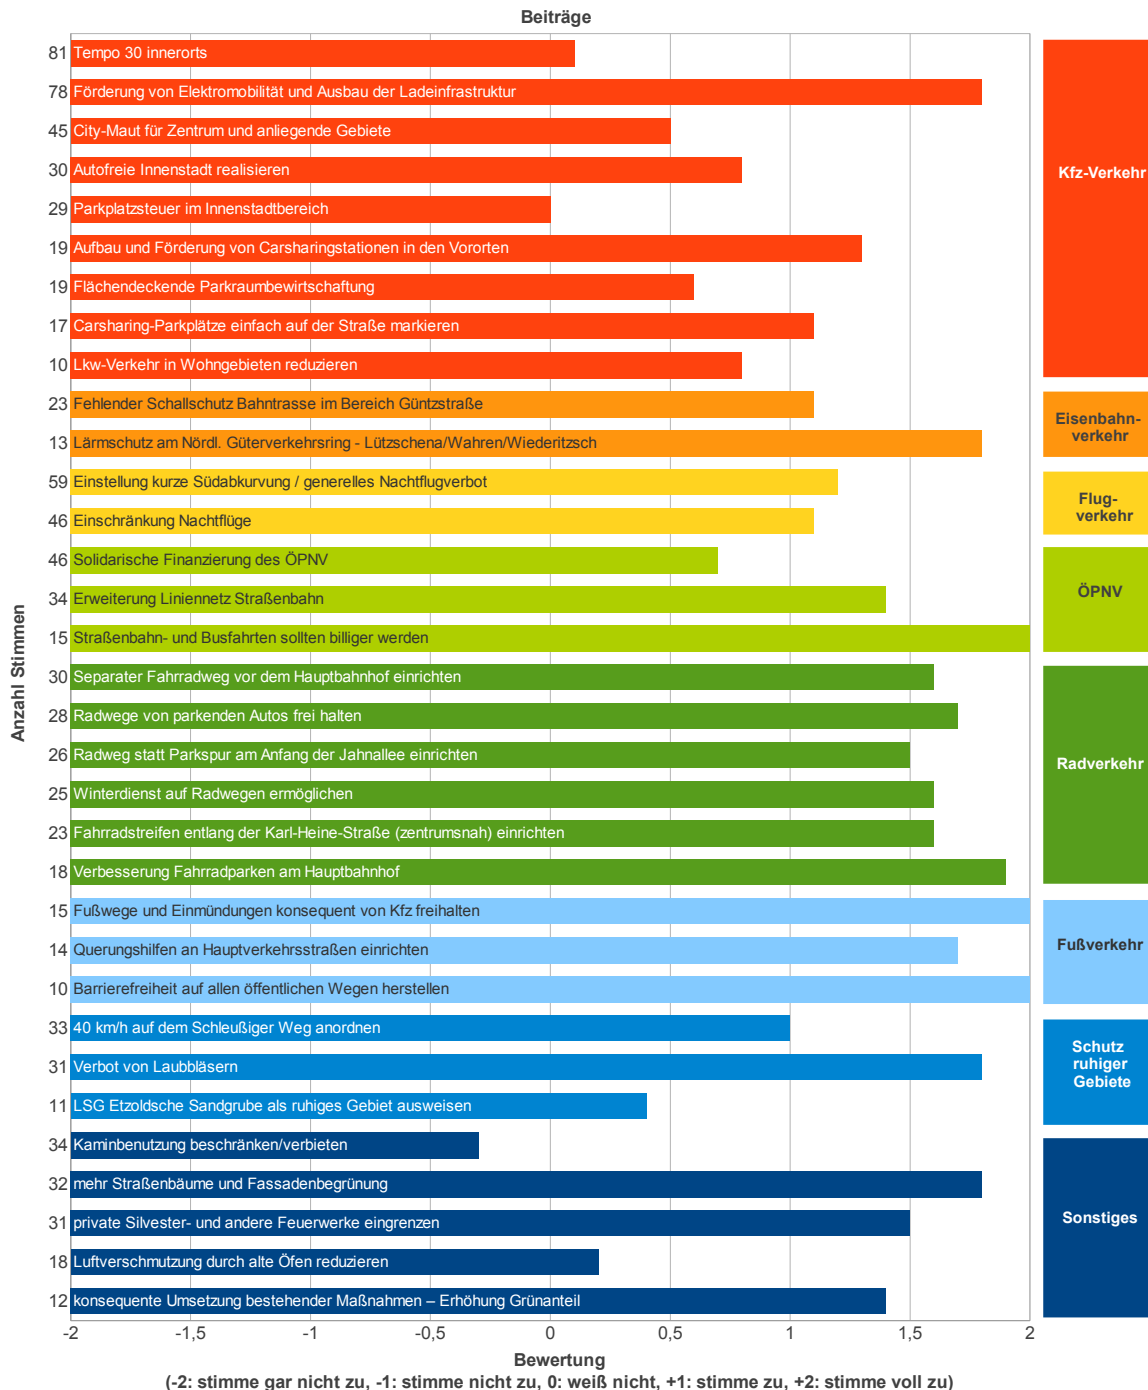 Beiträge
81 Tempo 30 innerorts
78 Förderung von Elektromobilität und Ausbau der Ladeinfrastruktur
45 City-Maut für Zentrum und anliegende Gebiete
30 Autofreie Innenstadt realisieren
29 Parkplatzsteuer im Innenstadtbereich
19 Aufbau und Förderung von Carsharingstationen in den Vororten
19 Flächendeckende Parkraumbewirtschaftung
17 Carsharing-Parkplätze einfach auf der Straße markieren
10 Lkw-Verkehr in Wohngebieten reduzieren
Kfz-Verkehr
23 Fehlender Schallschutz Bahntrasse im Bereich Güntzstraße
13 Lärmschutz am Nördl. Güterverkehrsring - Lützschena/Wahren/Wiederitzsch
Eisenbahn-
verkehr
59 Einstellung kurze Südabkurvung / generelles Nachtflugverbot
46 Einschränkung Nachtflüge
Flug-
verkehr
46 Solidarische Finanzierung des ÖPNV
34 Erweiterung Liniennetz Straßenbahn
15 Straßenbahn- und Busfahrten sollten billiger werden
ÖPNV
30 Separater Fahrradweg vor dem Hauptbahnhof einrichten
28 Radwege von parkenden Autos frei halten
26 Radweg statt Parkspur am Anfang der Jahnallee einrichten
25 Winterdienst auf Radwegen ermöglichen
23 Fahrradstreifen entlang der Karl-Heine-Straße (zentrumsnah) einrichten
18 Verbesserung Fahrradparken am Hauptbahnhof
Radverkehr
15 Fußwege und Einmündungen konsequent von Kfz freihalten
14 Querungshilfen an Hauptverkehrsstraßen einrichten
10 Barrierefreiheit auf allen öffentlichen Wegen herstellen
Fußverkehr
33 40 km/h auf dem Schleußiger Weg anordnen
31 Verbot von Laubbläsern
11 LSG Etzoldsche Sandgrube als ruhiges Gebiet ausweisen
Schutz
ruhiger
Gebiete
34 Kaminbenutzung beschränken/verbieten
32 mehr Straßenbäume und Fassadenbegrünung
31 private Silvester- und andere Feuerwerke eingrenzen
18 Luftverschmutzung durch alte Öfen reduzieren
12 konsequente Umsetzung bestehender Maßnahmen – Erhöhung Grünanteil
Sonstiges
Anzahl Stimmen
-2 -1,5 -1 -0,5 0 0,5 1 1,5 2
Bewertung
(-2: stimme gar nicht zu, -1: stimme nicht zu, 0: weiß nicht, +1: stimme zu, +2: stimme voll zu)